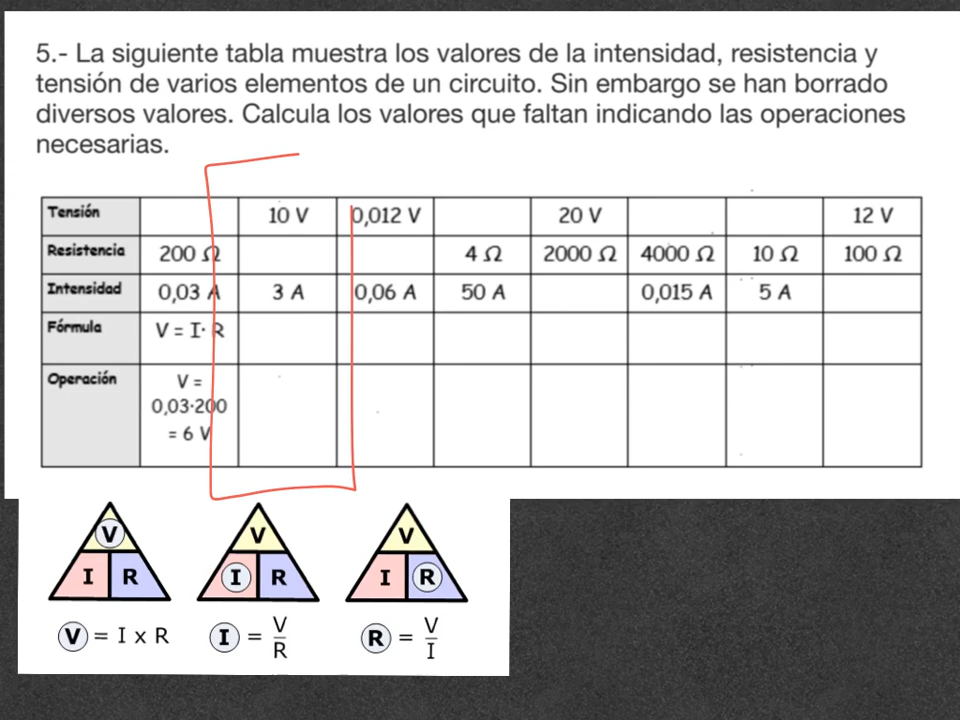 5.- La siguiente tabla muestra los valores de la intensidad, resistencia y
tensión de varios elementos de un circuito. Sin embargo se han borrado
diversos valores. Calcula los valores que faltan indicando las operaciones
necesarias.
Tensión 10 V 0,012 V 20 V 12 V
Resistencia 200 Ω 4 Ω 2000 Ω 4000 Ω 10 Ω 100 Ω
Intensidad 0,03 A 3 A 0,06 A 50 A 0,015 A 5 A
Fórmula V = I· R
Operación V =
0,03·200
= 6 V
V V V
I R I R I R
V = I x R I = V/R R = V/I